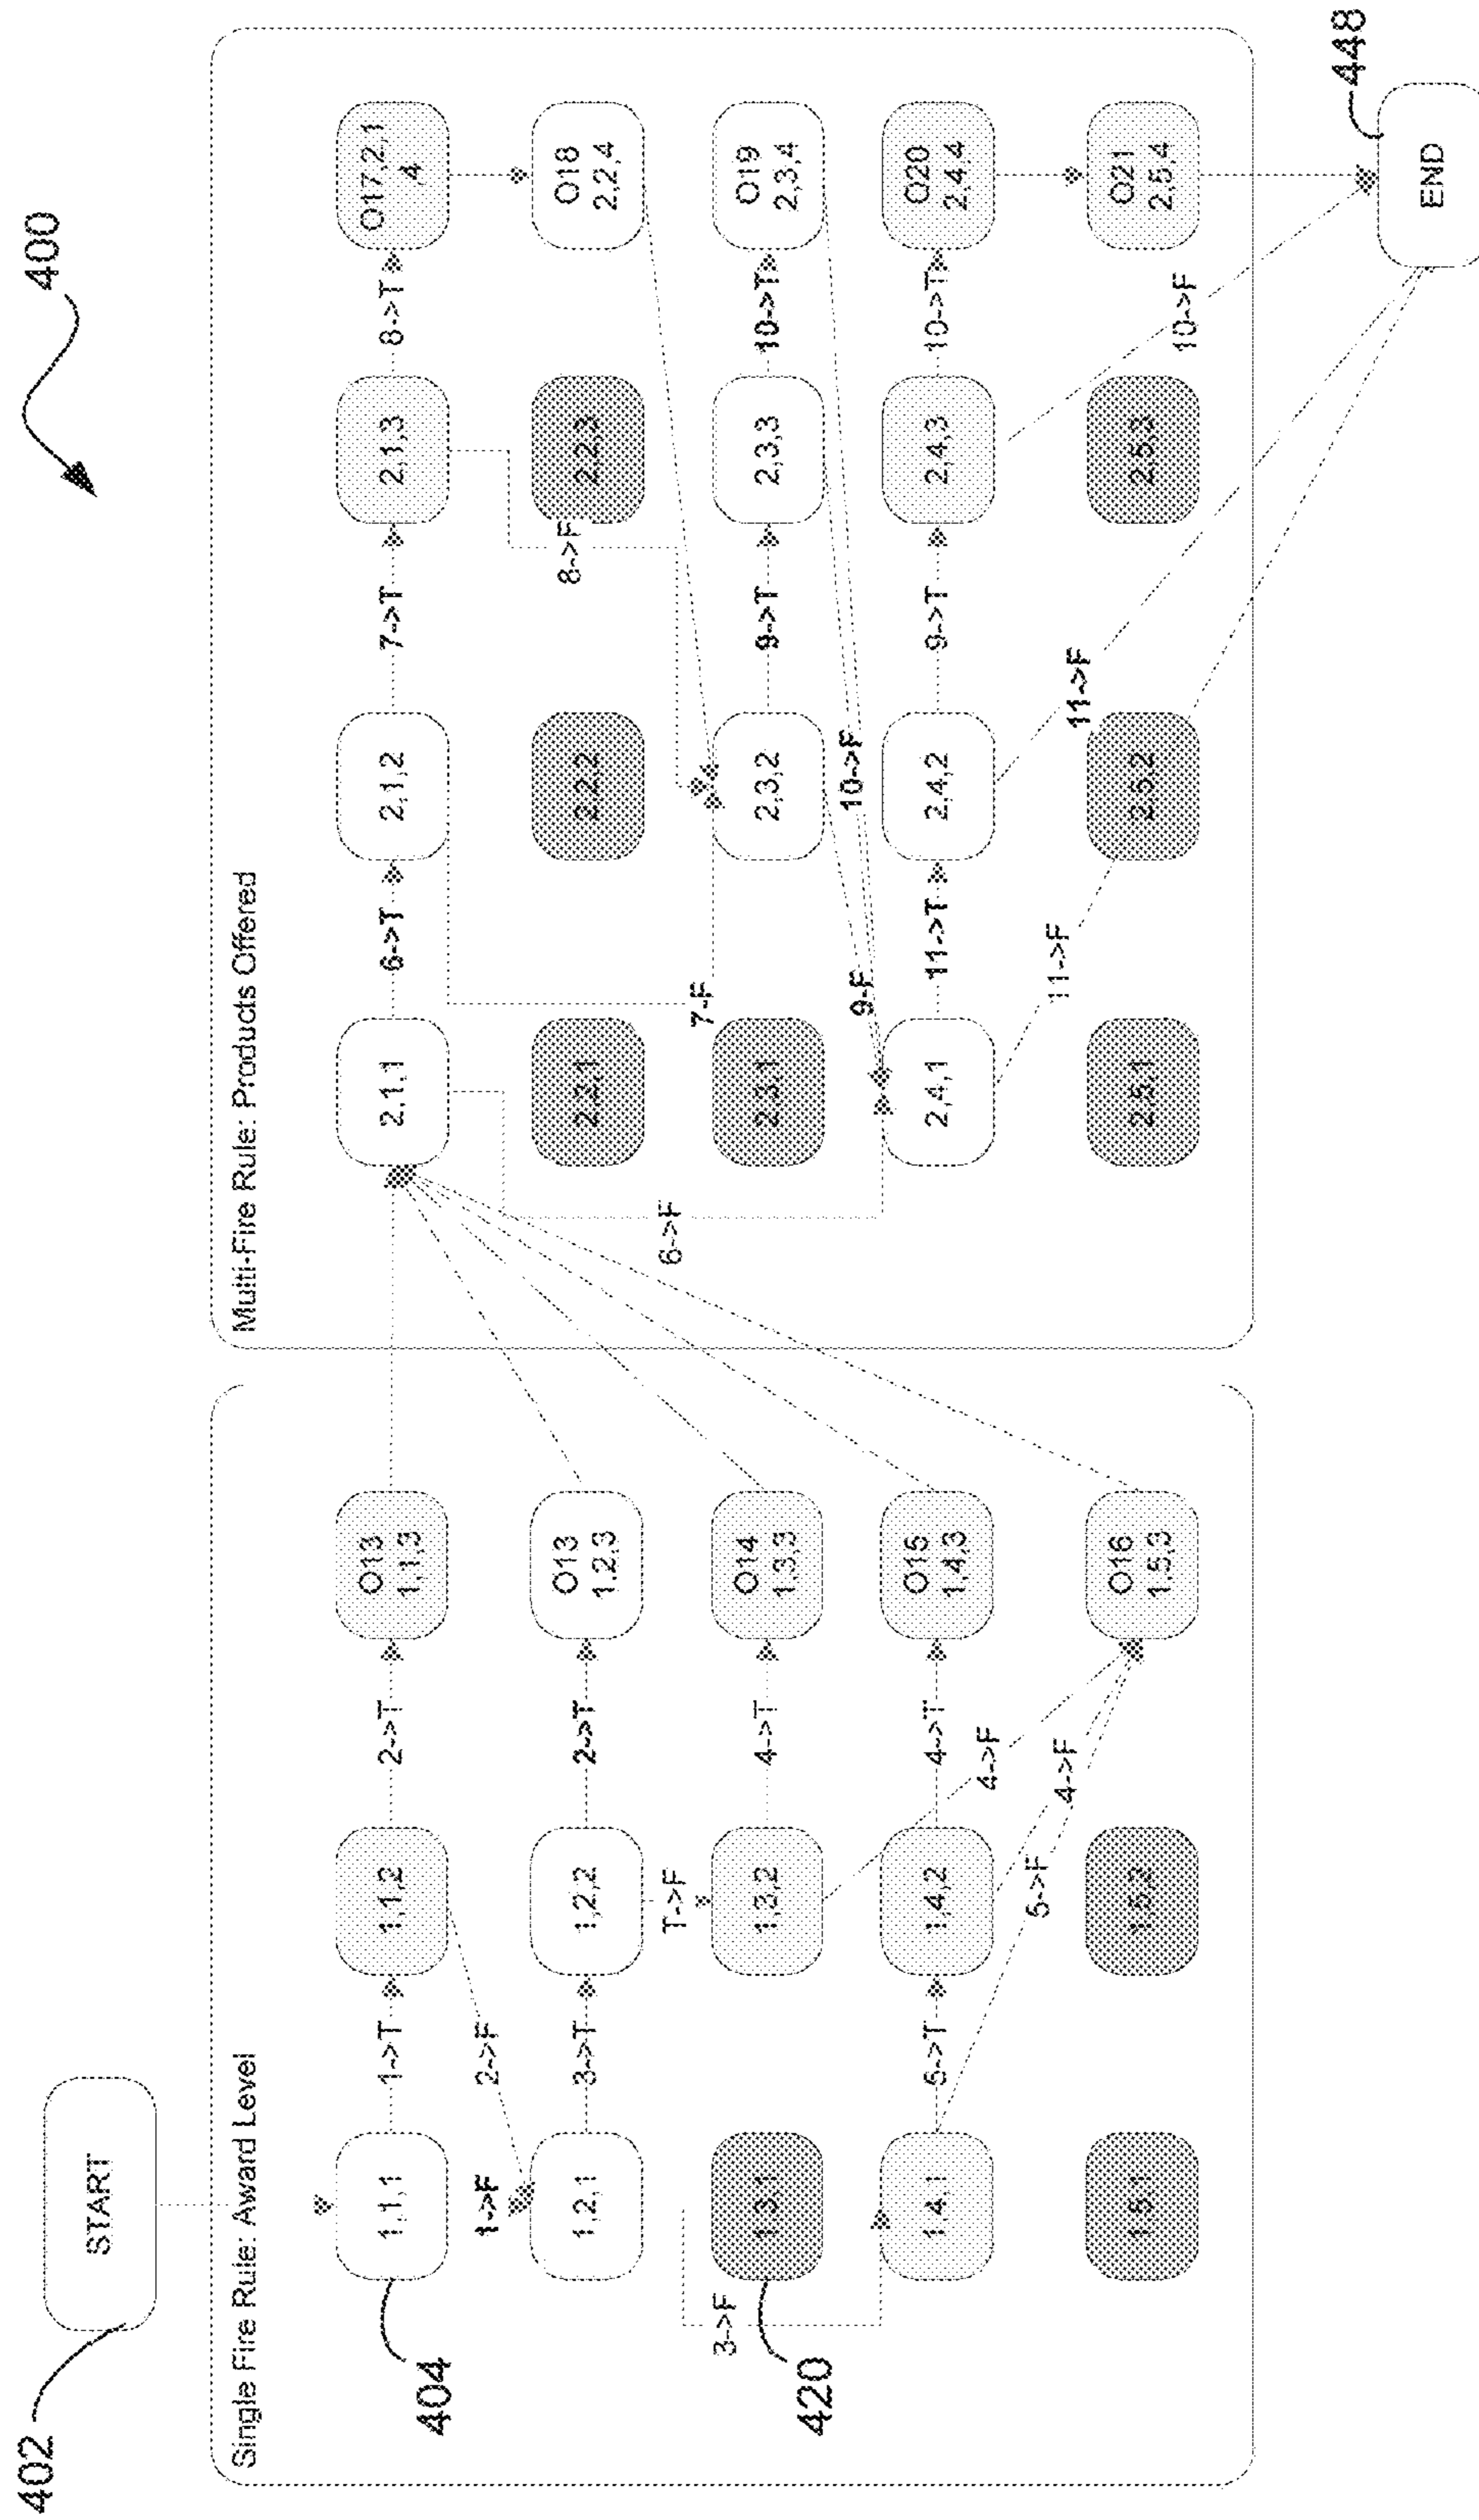 400
402
START
Single Fire Rule: Award Level
404
1,1,1
1->T
1,1,2
2->T
O13
1,1,3
1->F
2->F
1,2,1
3->T
1,2,2
2->T
O13
1,2,3
T->F
3->F
420
1,3,1
1,3,2
4->T
O14
1,3,3
4->F
1,4,1
5->T
1,4,2
4->T
O15
1,4,3
5->F
4->F
1,5,1
1,5,2
O16
1,5,3
Multi-Fire Rule: Products Offered
2,1,1
6->T
2,1,2
7->T
2,1,3
8->T
O17,2,1
,4
2,2,1
2,2,2
8->F
2,2,3
O18
2,2,4
6->F
7-F
2,3,1
2,3,2
9->T
2,3,3
10->T
O19
2,3,4
9-F
10->F
2,4,1
11->T
2,4,2
9->T
2,4,3
10->T
O20
2,4,4
11->F
11->F
10->F
2,5,1
2,5,2
2,5,3
O21
2,5,4
448
END